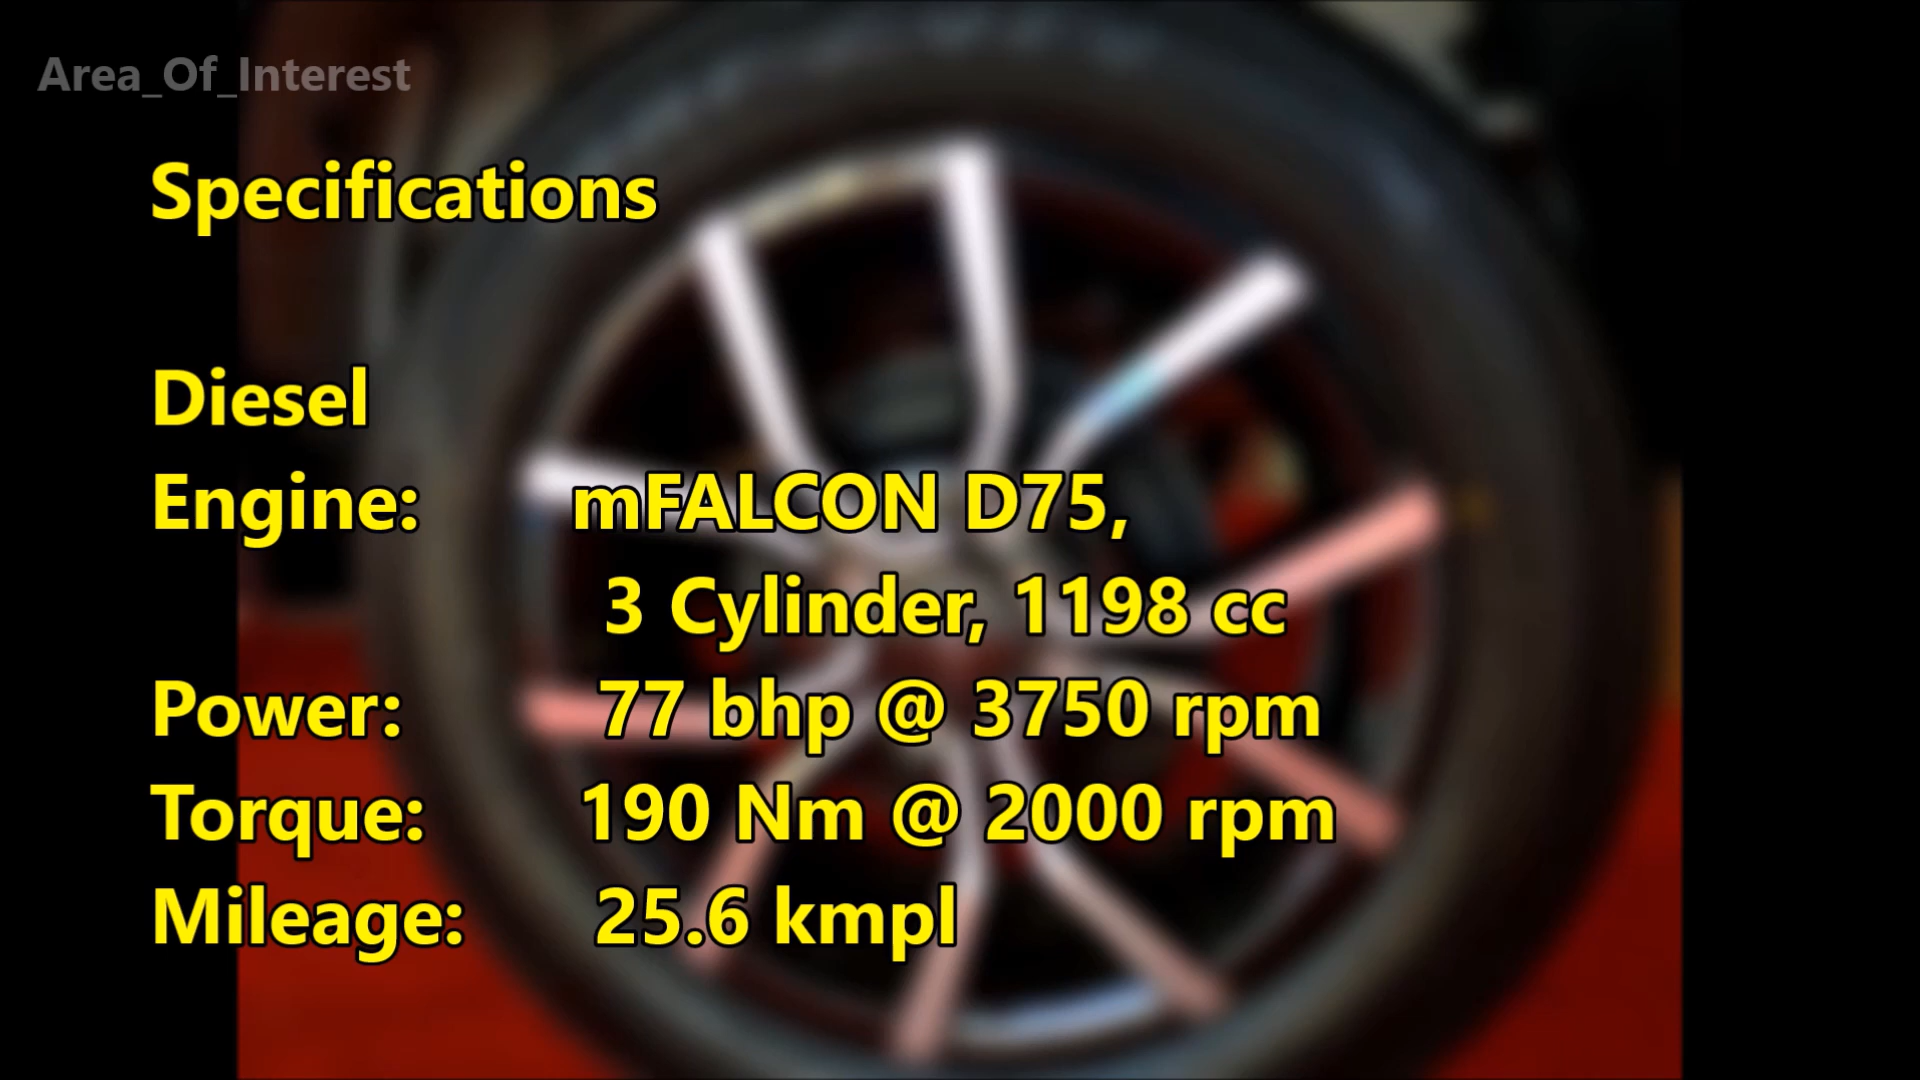 Area_Of_Interest
Specifications
Diesel
Engine: mFALCON D75,
3 Cylinder, 1198 cc
Power: 77 bhp @ 3750 rpm
Torque: 190 Nm @ 2000 rpm
Mileage: 25.6 kmpl